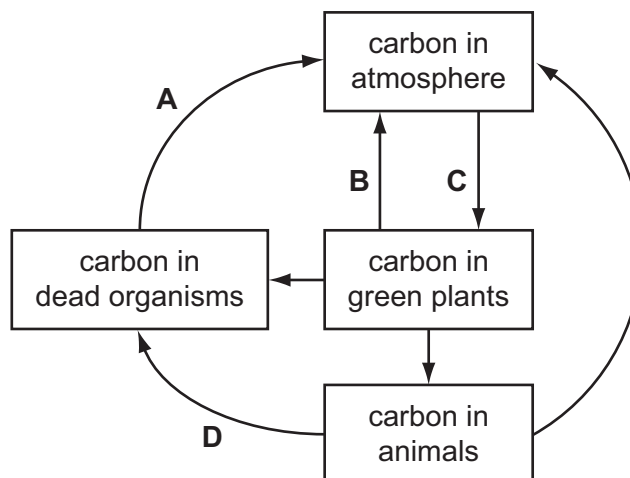 carbon in
atmosphere
A
B
C
carbon in
dead organisms
carbon in
green plants
carbon in
animals
D